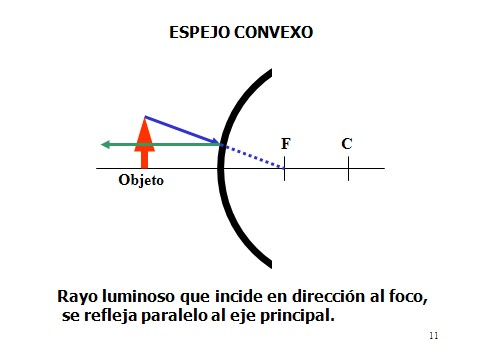 ESPEJO CONVEXO
F C
Objeto
Rayo luminoso que incide en dirección al foco,
se refleja paralelo al eje principal.
11